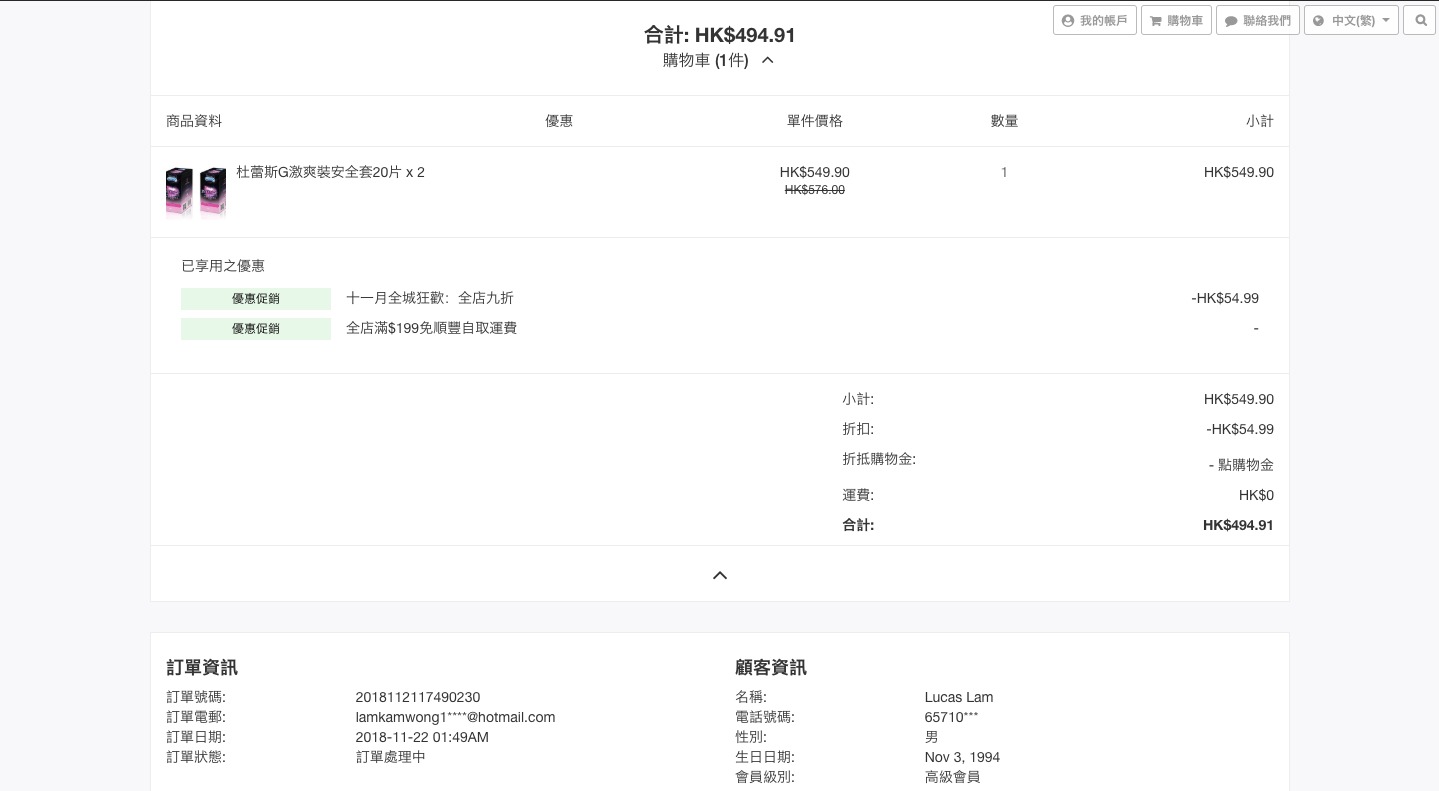 我的帳戶 購物車 聯絡我們 中文(繁)
合計: HK$494.91
購物車 (1件)
商品資料 優惠 單件價格 數量 小計
杜蕾斯G激爽裝安全套20片 x 2 HK$549.90 1 HK$549.90
HK$576.00
已享用之優惠
優惠促銷 十一月全城狂歡：全店九折 -HK$54.99
優惠促銷 全店滿$199免順豐自取運費 -
小計: HK$549.90
折扣: -HK$54.99
折抵購物金: - 點購物金
運費: HK$0
合計: HK$494.91
訂單資訊
訂單號碼: 2018112117490230
訂單電郵: lamkamwong1****@hotmail.com
訂單日期: 2018-11-22 01:49AM
訂單狀態: 訂單處理中
顧客資訊
名稱: Lucas Lam
電話號碼: 65710***
性別: 男
生日日期: Nov 3, 1994
會員級別: 高級會員